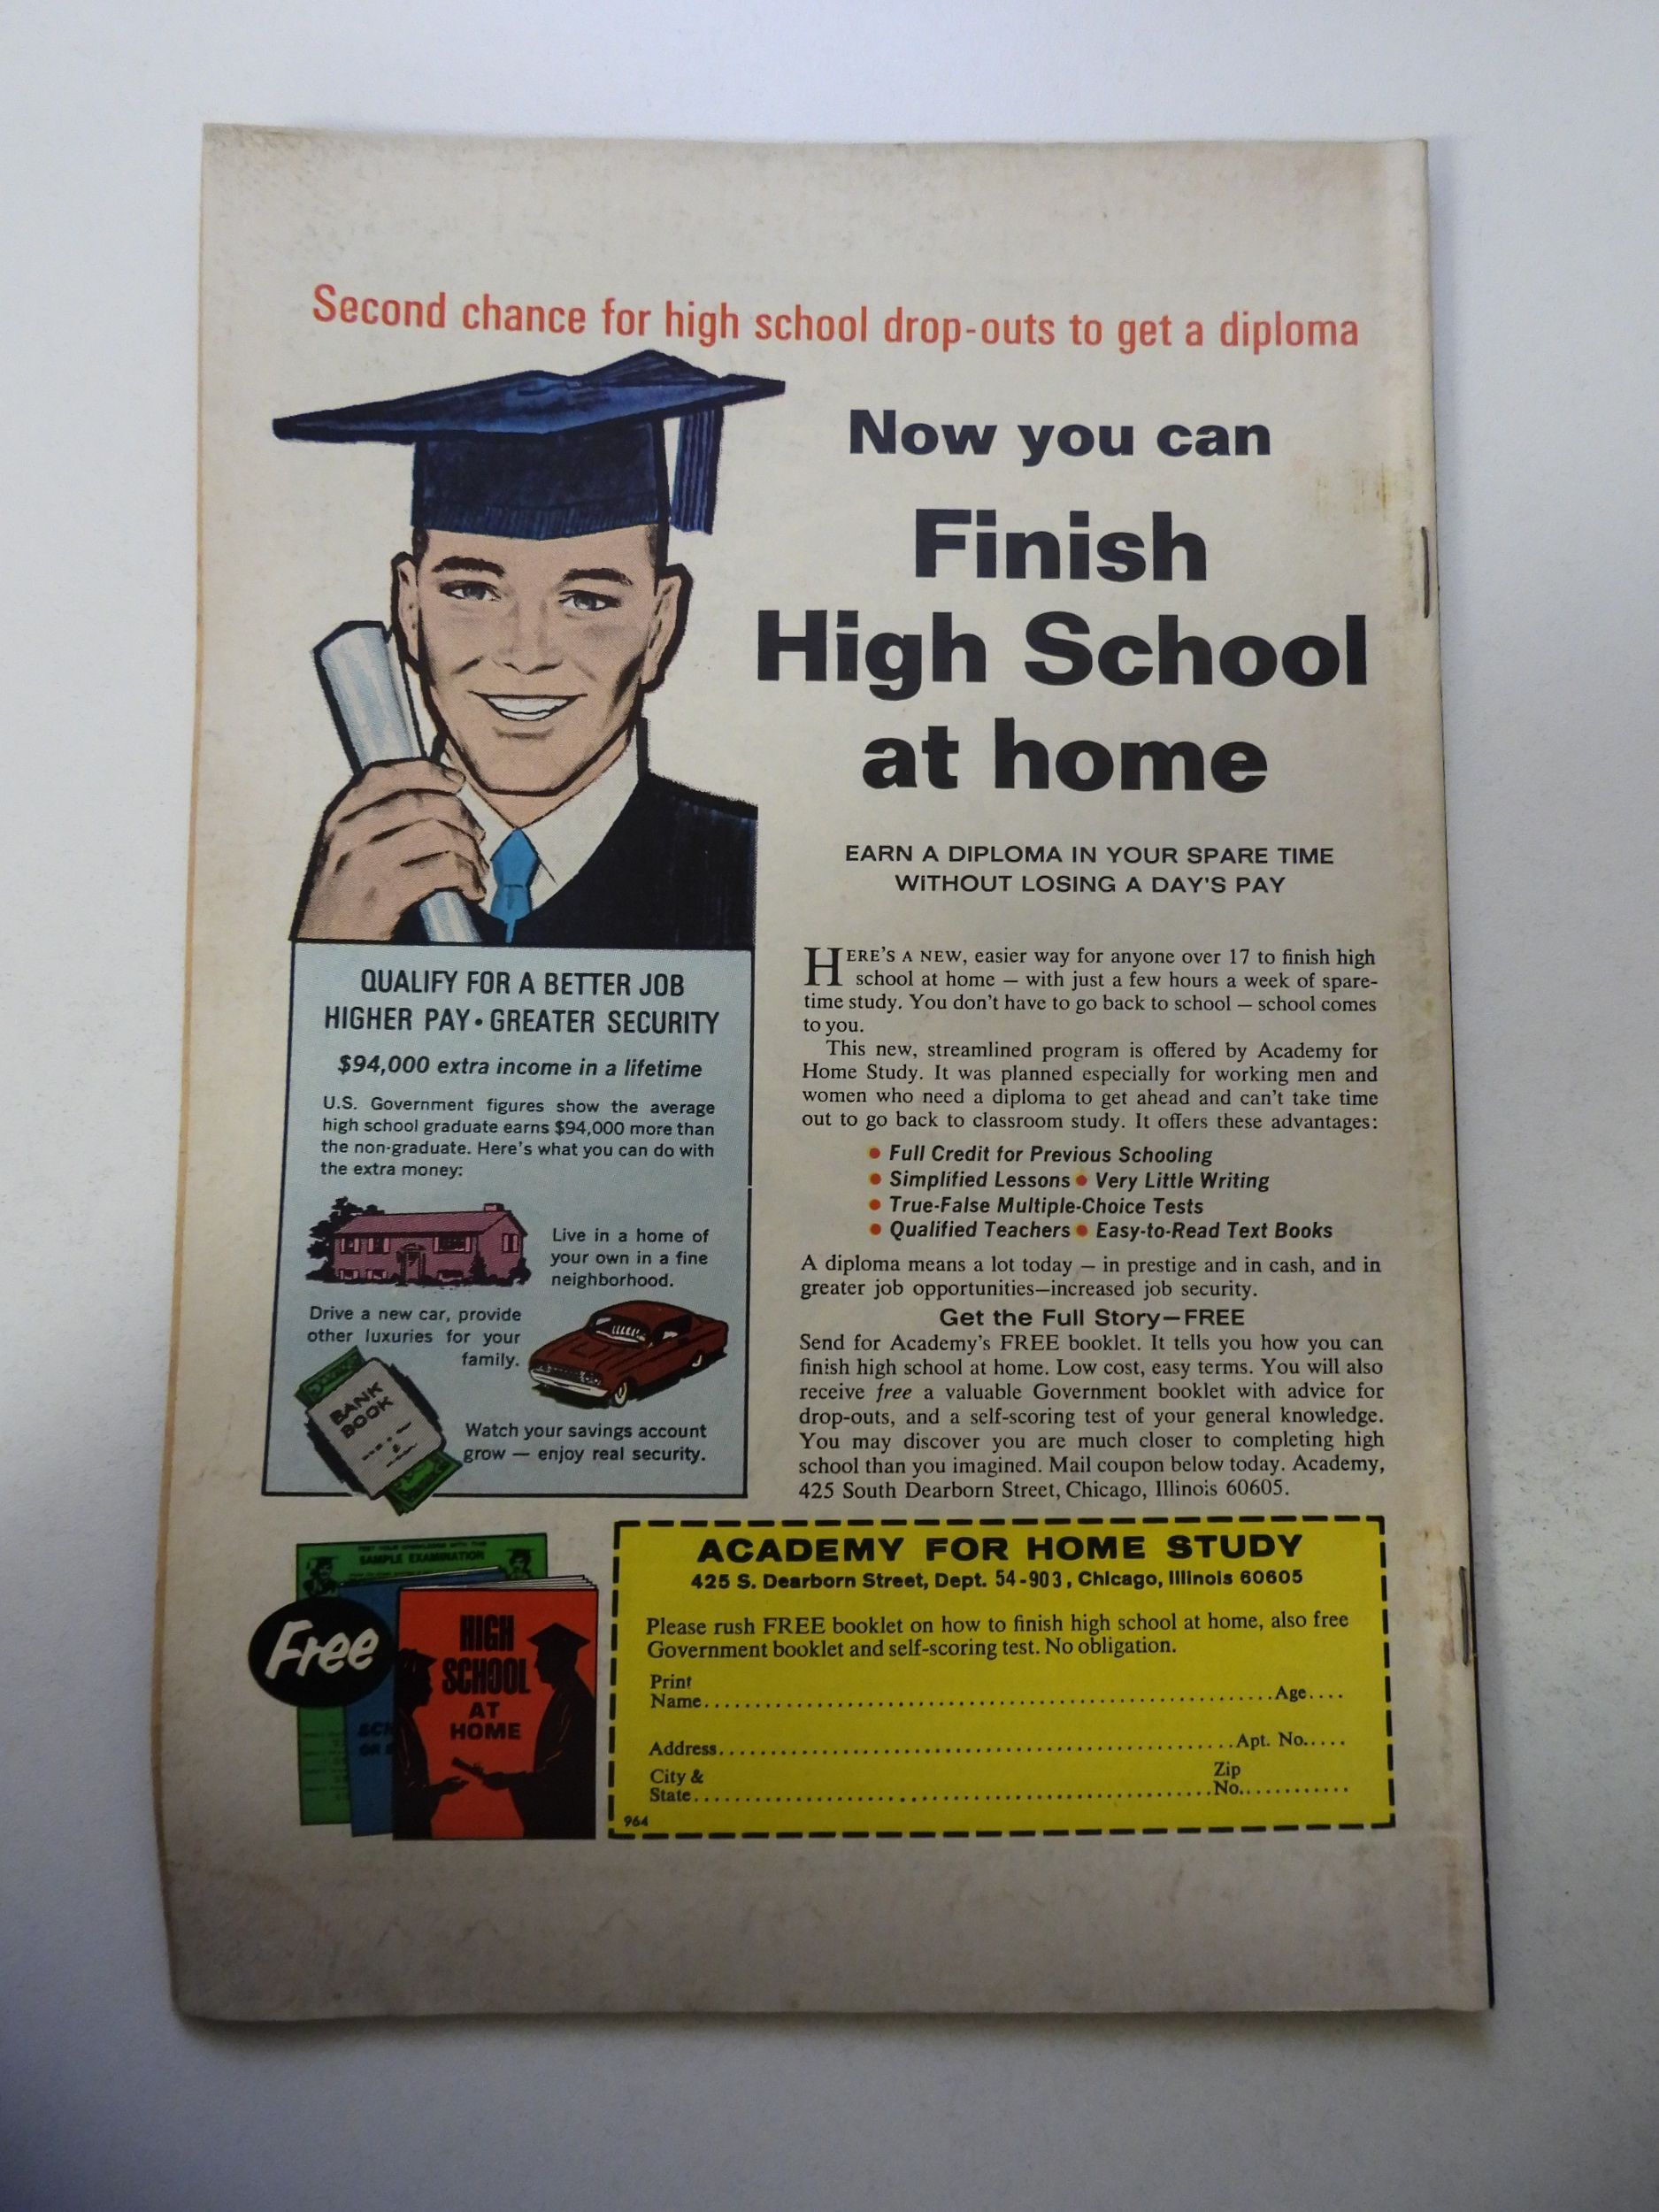 Second chance for high school drop-outs to get a diploma
Now you can
Finish
High School
at home
EARN A DIPLOMA IN YOUR SPARE TIME
WITHOUT LOSING A DAY'S PAY
QUALIFY FOR A BETTER JOB
HIGHER PAY • GREATER SECURITY
$94,000 extra income in a lifetime
U.S. Government figures show the average
high school graduate earns $94,000 more than
the non-graduate. Here's what you can do with
the extra money:
Live in a home of
your own in a fine
neighborhood.
Drive a new car, provide
other luxuries for your
family.
BANK
BOOK
Watch your savings account
grow — enjoy real security.
HERE'S A NEW, easier way for anyone over 17 to finish high
school at home — with just a few hours a week of spare-
time study. You don't have to go back to school — school comes
to you.
This new, streamlined program is offered by Academy for
Home Study. It was planned especially for working men and
women who need a diploma to get ahead and can't take time
out to go back to classroom study. It offers these advantages:
• Full Credit for Previous Schooling
• Simplified Lessons • Very Little Writing
• True-False Multiple-Choice Tests
• Qualified Teachers • Easy-to-Read Text Books
A diploma means a lot today — in prestige and in cash, and in
greater job opportunities—increased job security.
Get the Full Story—FREE
Send for Academy's FREE booklet. It tells you how you can
finish high school at home. Low cost, easy terms. You will also
receive free a valuable Government booklet with advice for
drop-outs, and a self-scoring test of your general knowledge.
You may discover you are much closer to completing high
school than you imagined. Mail coupon below today. Academy,
425 South Dearborn Street, Chicago, Illinois 60605.
TEST YOUR KNOWLEDGE WITH THIS
SAMPLE EXAMINATION
Free
HIGH
SCHOOL
AT
HOME
ACADEMY FOR HOME STUDY
425 S. Dearborn Street, Dept. 54-903, Chicago, Illinois 60605
Please rush FREE booklet on how to finish high school at home, also free
Government booklet and self-scoring test. No obligation.
Print
Name..........Age....
Address..........Apt. No.....
City & Zip
State..........No............
964